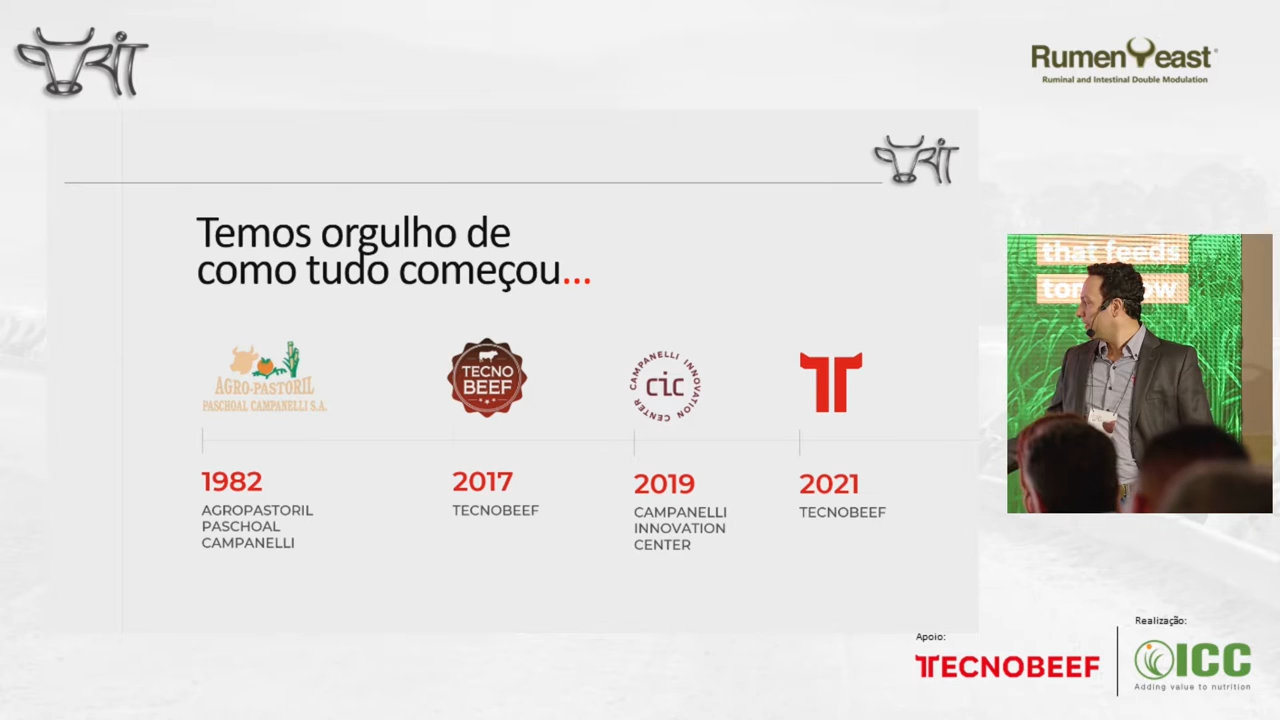 RumenYeast
Ruminal and Intestinal Double Modulation
Temos orgulho de
como tudo começou...
AGRO-PASTORIL
PASCHOAL CAMPANELLI S.A.
TECNO
BEEF
CAMPANELLI INNOVATION CENTER
cic
1982
AGROPASTORIL
PASCHOAL
CAMPANELLI
2017
TECNOBEEF
2019
CAMPANELLI
INNOVATION
CENTER
2021
TECNOBEEF
that feeds
Apoio:
TECNOBEEF
Realização:
ICC
Adding value to nutrition